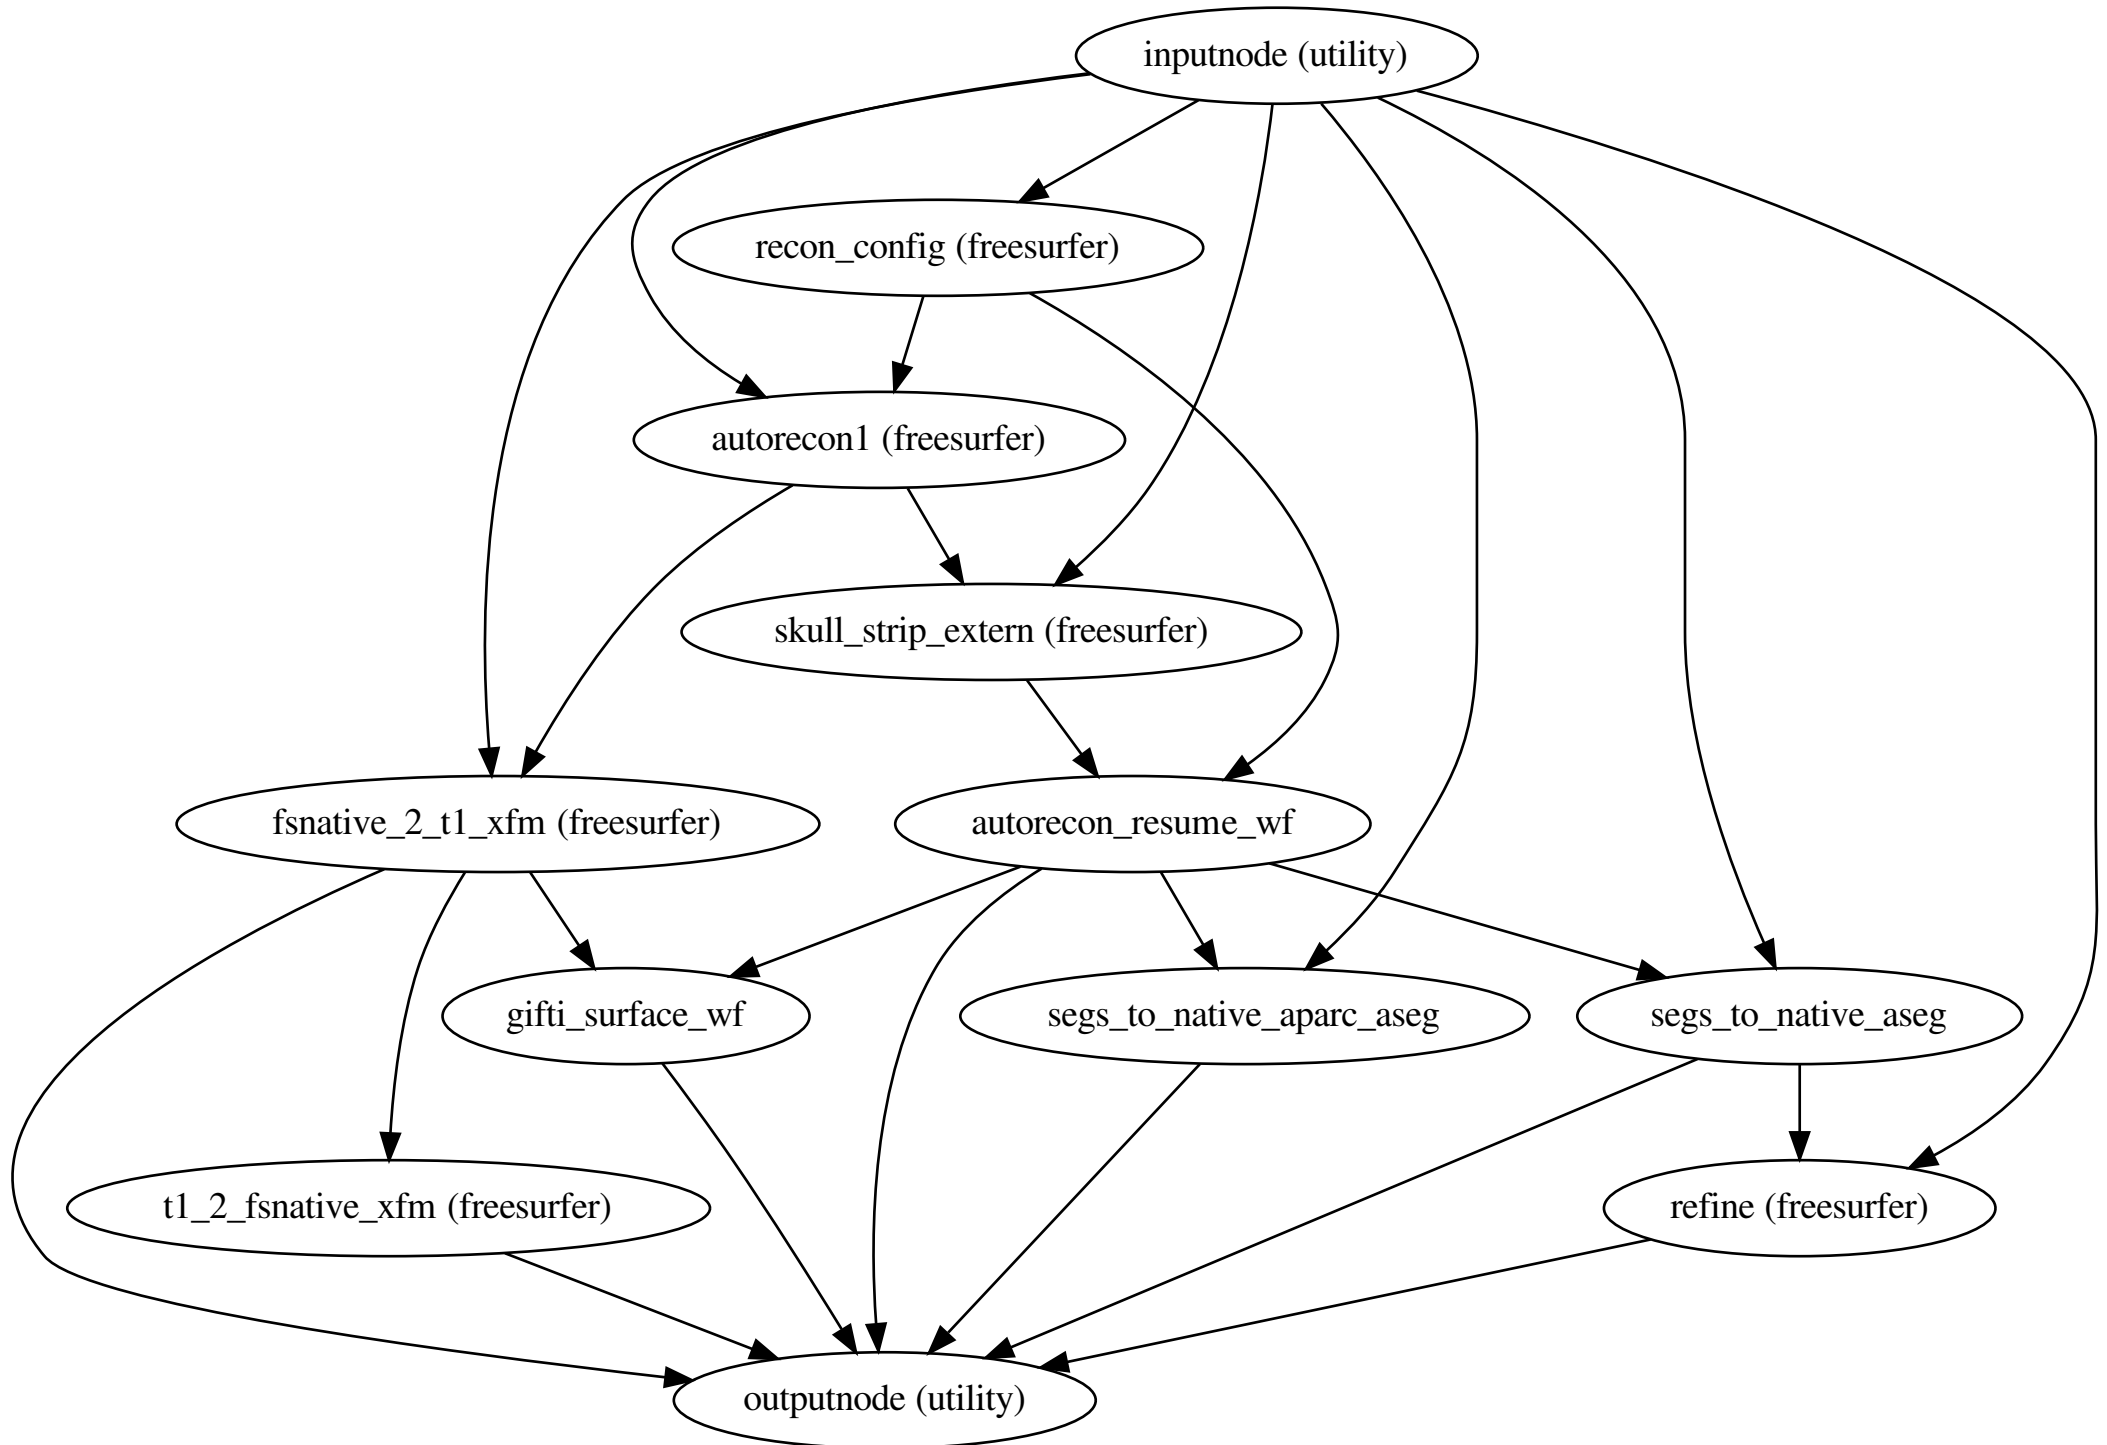 inputnode (utility)
recon_config (freesurfer)
autorecon1 (freesurfer)
skull_strip_extern (freesurfer)
fsnative_2_t1_xfm (freesurfer)
autorecon_resume_wf
gifti_surface_wf
segs_to_native_aparc_aseg
segs_to_native_aseg
t1_2_fsnative_xfm (freesurfer)
refine (freesurfer)
outputnode (utility)